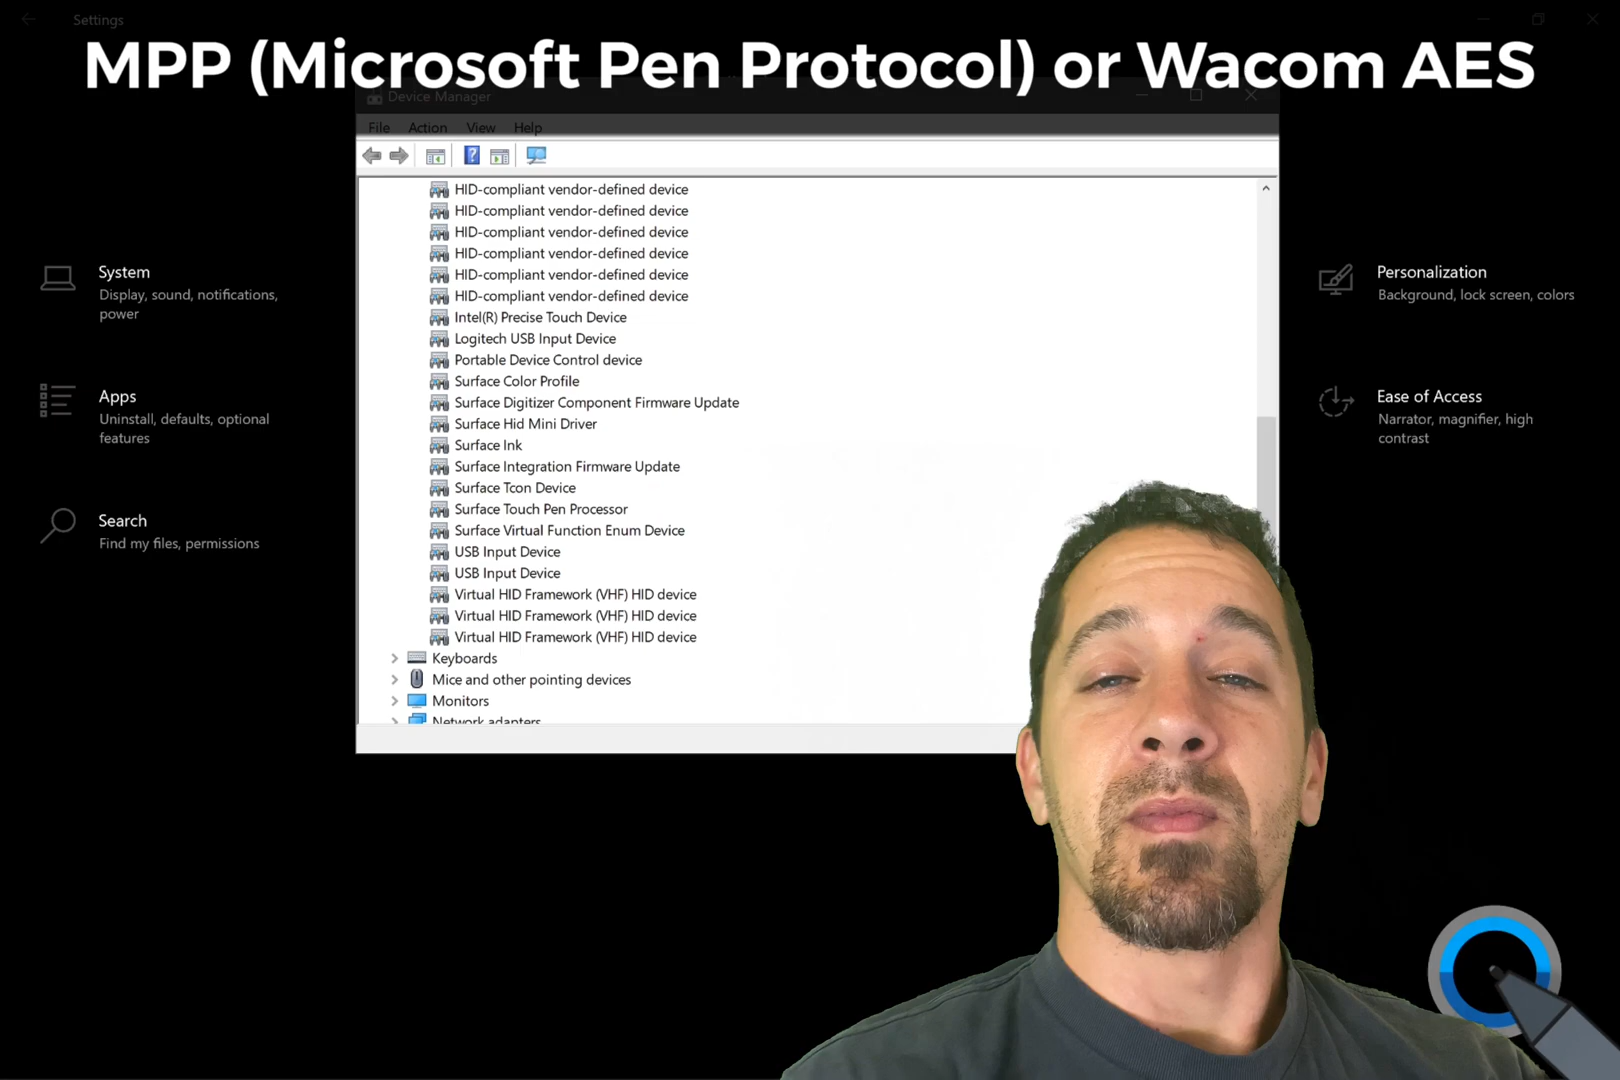 Settings
MPP (Microsoft Pen Protocol) or Wacom AES
Device Manager
File Action View Help
HID-compliant vendor-defined device
HID-compliant vendor-defined device
HID-compliant vendor-defined device
HID-compliant vendor-defined device
HID-compliant vendor-defined device
HID-compliant vendor-defined device
Intel(R) Precise Touch Device
Logitech USB Input Device
Portable Device Control device
Surface Color Profile
Surface Digitizer Component Firmware Update
Surface Hid Mini Driver
Surface Ink
Surface Integration Firmware Update
Surface Tcon Device
Surface Touch Pen Processor
Surface Virtual Function Enum Device
USB Input Device
USB Input Device
Virtual HID Framework (VHF) HID device
Virtual HID Framework (VHF) HID device
Virtual HID Framework (VHF) HID device
Keyboards
Mice and other pointing devices
Monitors
Network adapters
System
Display, sound, notifications,
power
Apps
Uninstall, defaults, optional
features
Search
Find my files, permissions
Personalization
Background, lock screen, colors
Ease of Access
Narrator, magnifier, high
contrast